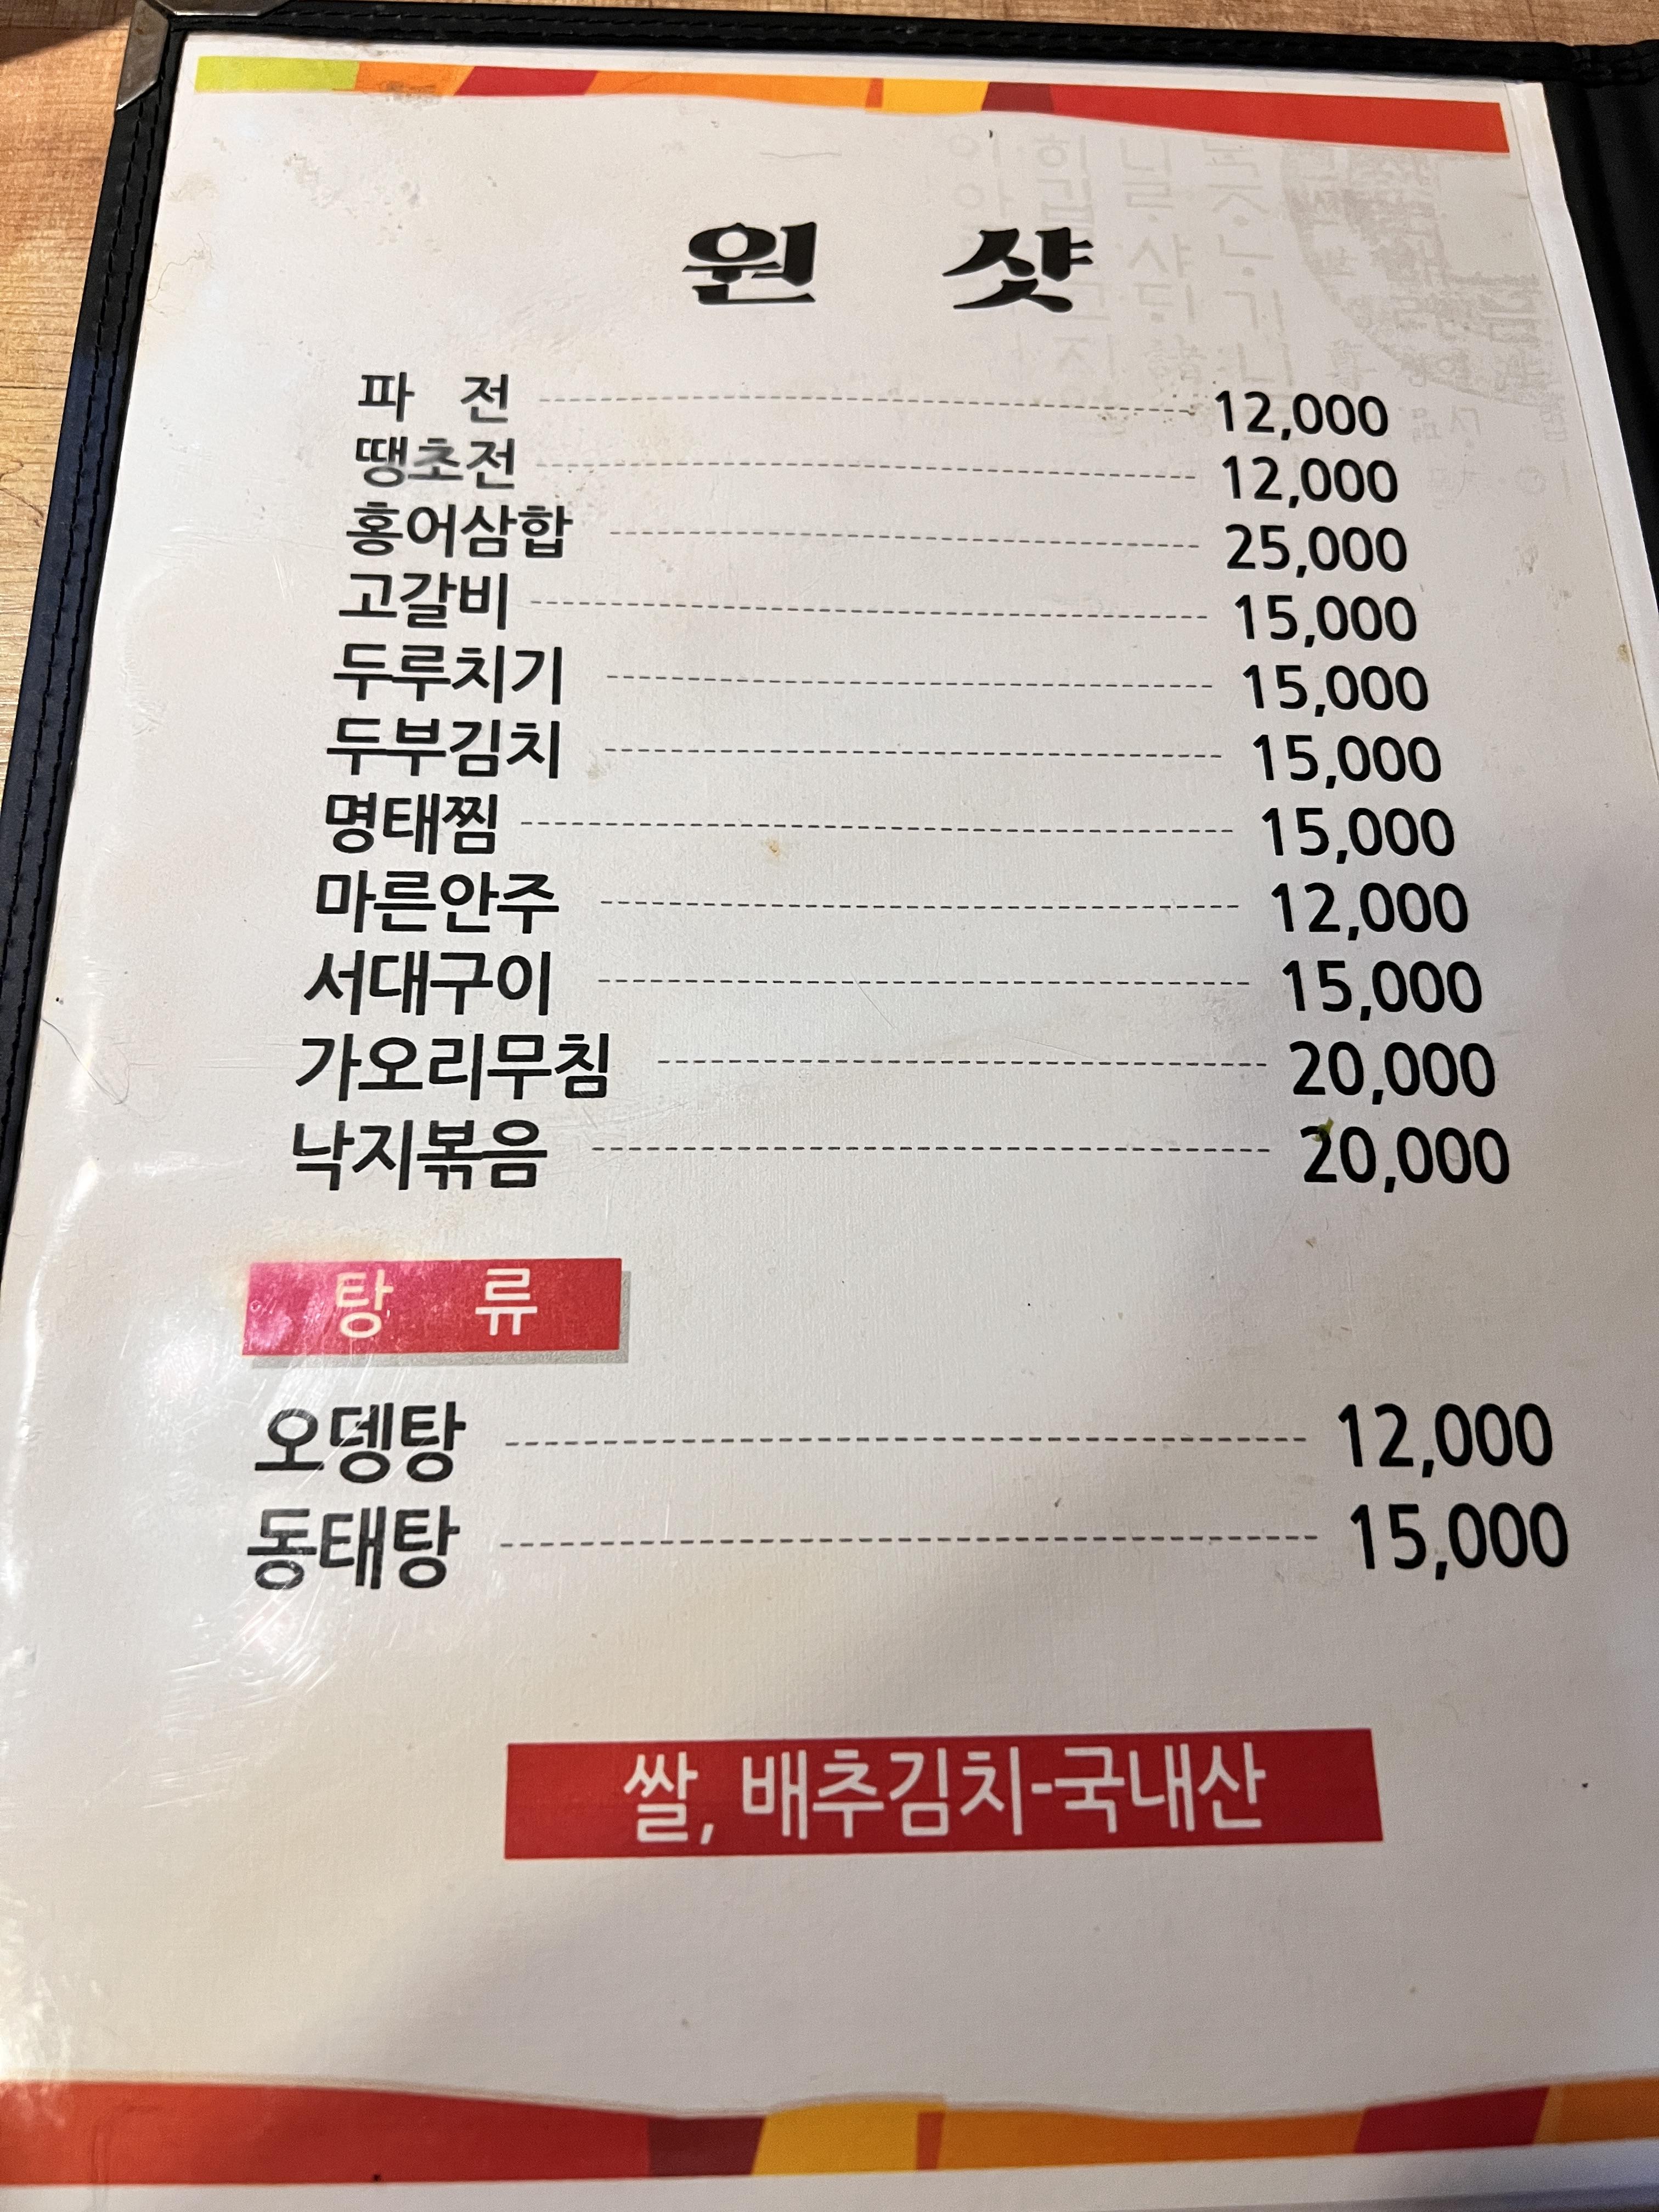 원 샷
파 전 12,000
땡초전 12,000
홍어삼합 25,000
고갈비 15,000
두루치기 15,000
두부김치 15,000
명태찜 15,000
마른안주 12,000
서대구이 15,000
가오리무침 20,000
낙지볶음 20,000
탕 류
오뎅탕 12,000
동태탕 15,000
쌀, 배추김치-국내산